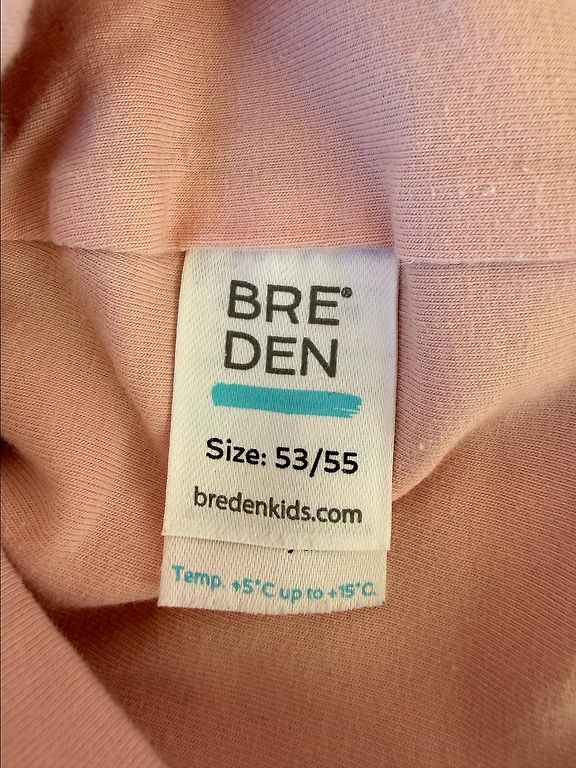 BRE®
DEN
Size: 53/55
bredenkids.com
Temp. +5°C up to +15°C.